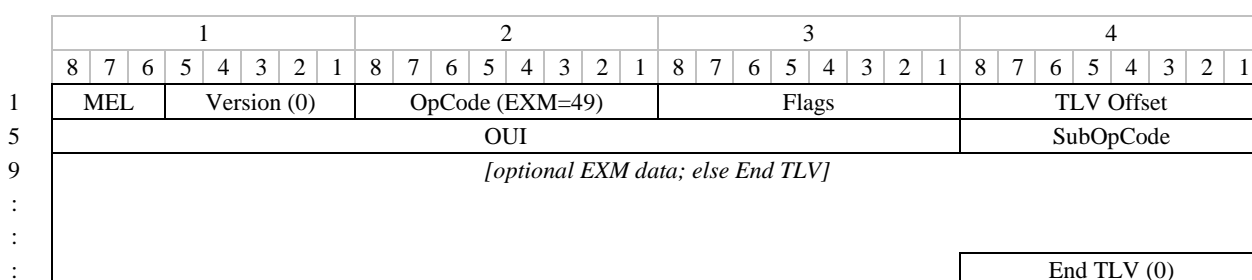 1 2 3 4
8 7 6 5 4 3 2 1 8 7 6 5 4 3 2 1 8 7 6 5 4 3 2 1 8 7 6 5 4 3 2 1
1 MEL Version (0) OpCode (EXM=49) Flags TLV Offset
5 OUI SubOpCode
9 [optional EXM data; else End TLV]
:
:
: End TLV (0)